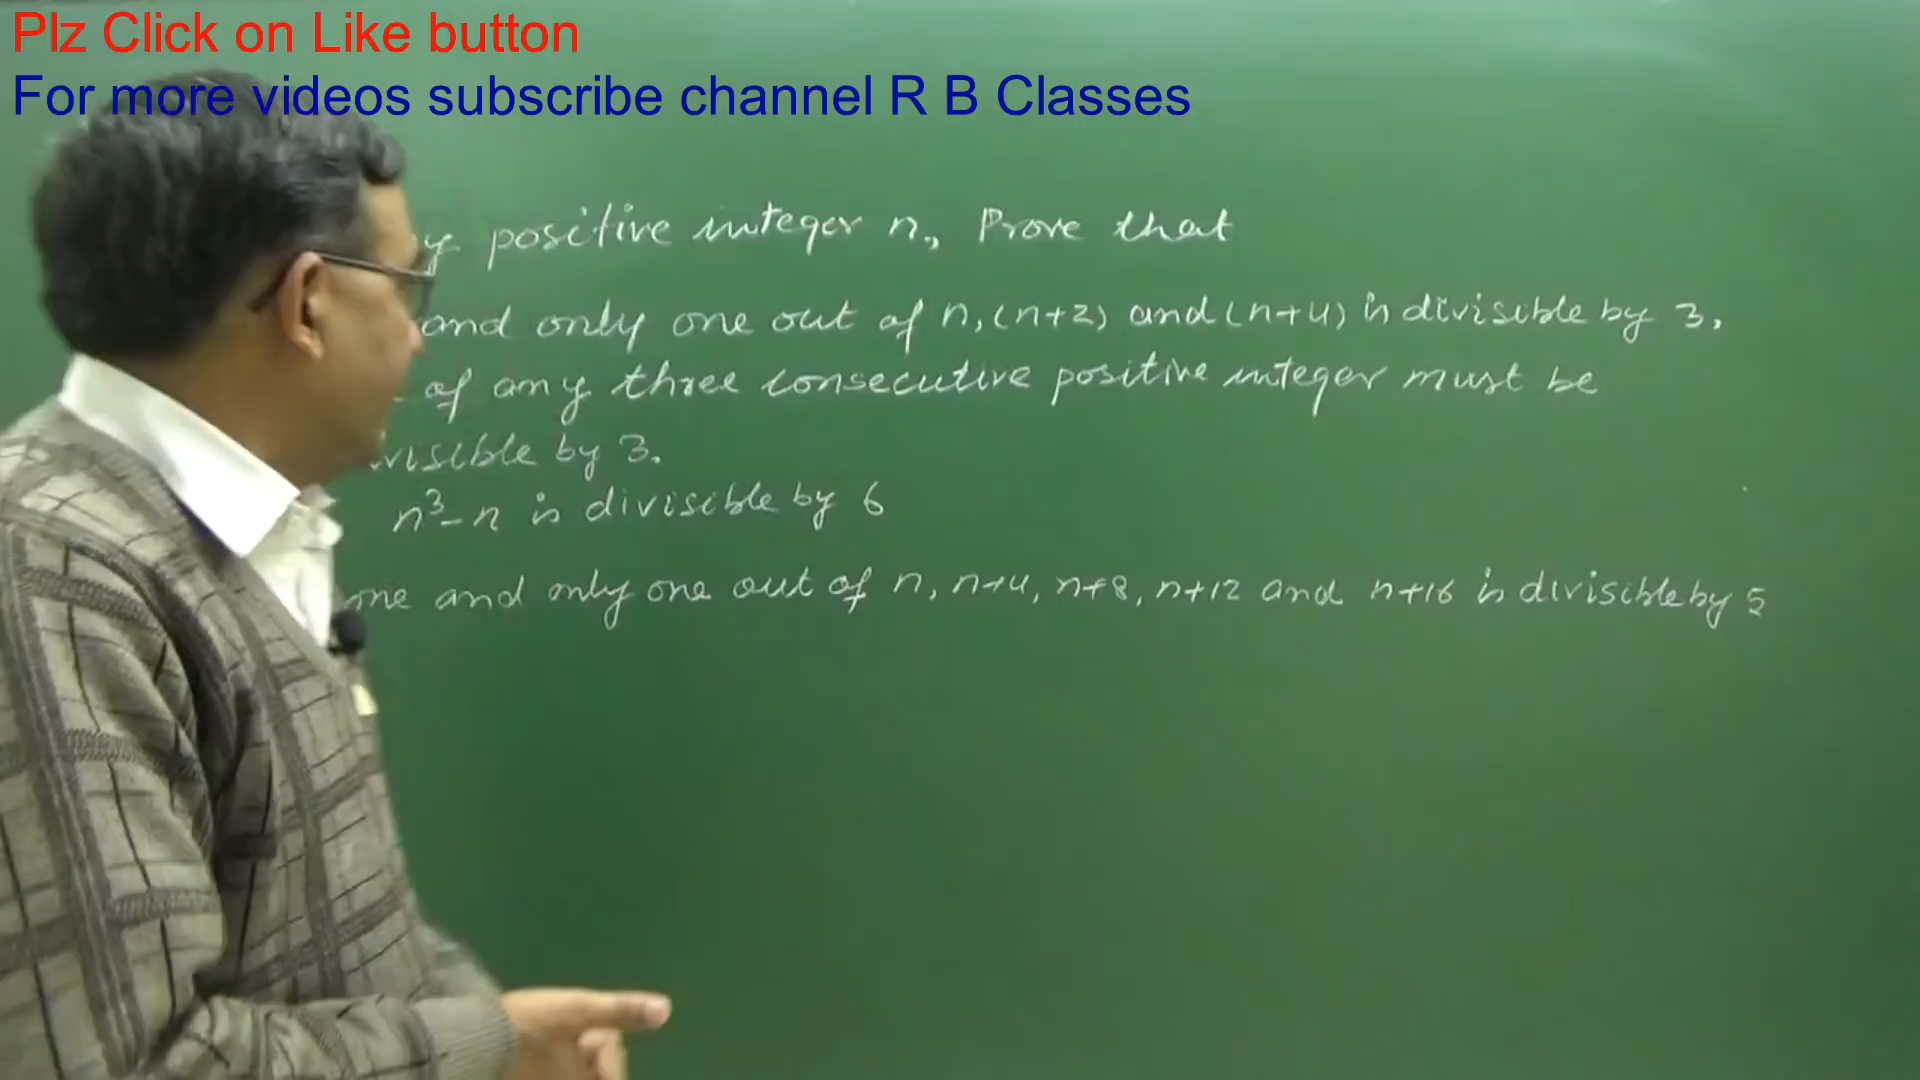 Plz Click on Like button
For more videos subscribe channel R B Classes
positive integer n, Prove that
and only one out of n, (n+2) and (n+4) is divisible by 3.
of any three consecutive positive integer must be
visible by 3.
n³-n is divisible by 6
one and only one out of n, n+4, n+8, n+12 and n+16 is divisible by 5